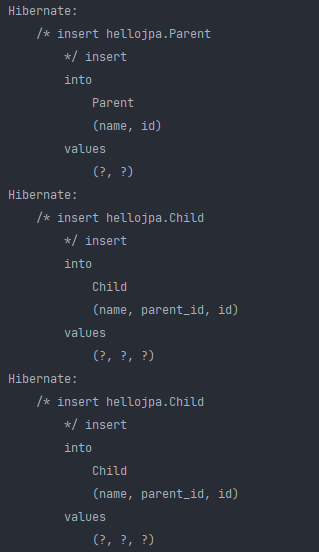 Hibernate:
    /* insert hellojpa.Parent
        */ insert
        into
            Parent
            (name, id)
        values
            (?, ?)
Hibernate:
    /* insert hellojpa.Child
        */ insert
        into
            Child
            (name, parent_id, id)
        values
            (?, ?, ?)
Hibernate:
    /* insert hellojpa.Child
        */ insert
        into
            Child
            (name, parent_id, id)
        values
            (?, ?, ?)